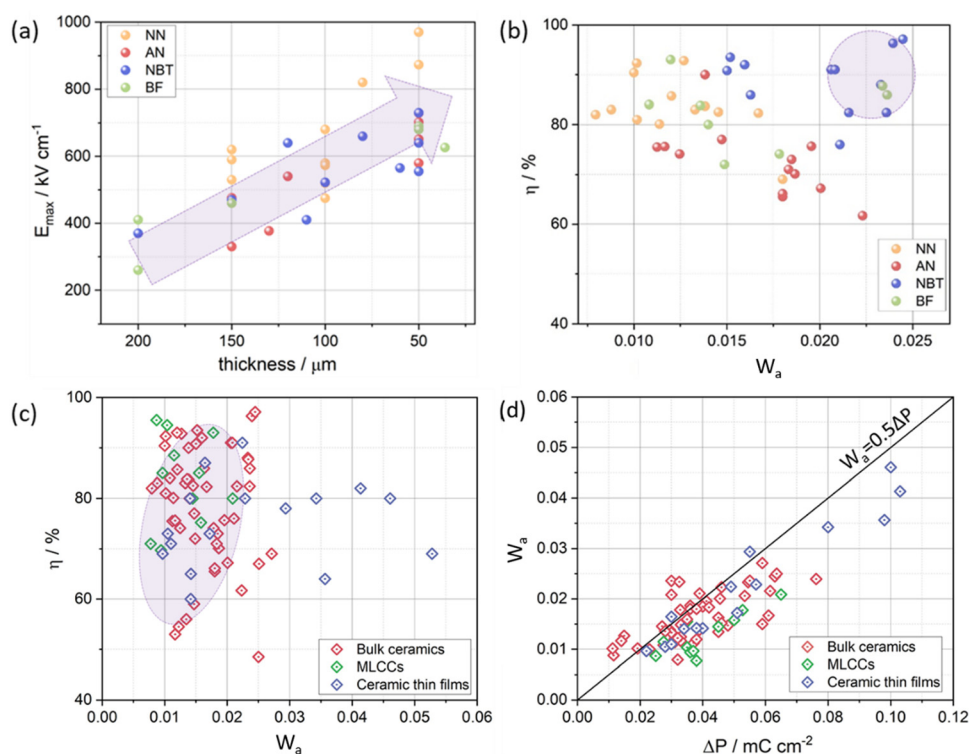 (a)
NN
AN
NBT
BF
1000
800
600
400
200
E_max / kV cm⁻¹
200
150
100
50
thickness / μm
(b)
100
80
60
40
η / %
NN
AN
NBT
BF
0.010
0.015
0.020
0.025
W_a
(c)
100
80
60
40
η / %
Bulk ceramics
MLCCs
Ceramic thin films
0.00
0.01
0.02
0.03
0.04
0.05
0.06
W_a
(d)
0.06
0.05
0.04
0.03
0.02
0.01
0.00
W_a
W_a=0.5ΔP
Bulk ceramics
MLCCs
Ceramic thin films
0.00
0.02
0.04
0.06
0.08
0.10
0.12
ΔP / mC cm⁻²